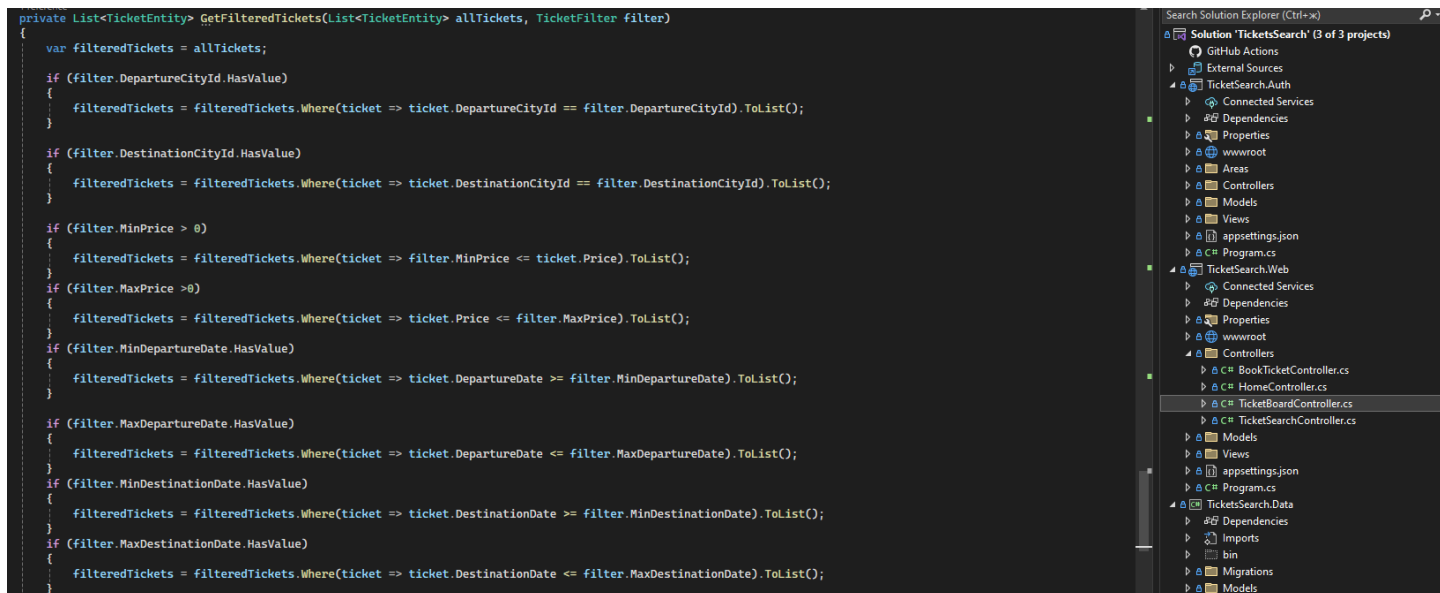 private List<TicketEntity> GetFilteredTickets(List<TicketEntity> allTickets, TicketFilter filter)
{
var filteredTickets = allTickets;
if (filter.DepartureCityId.HasValue)
{
filteredTickets = filteredTickets.Where(ticket => ticket.DepartureCityId == filter.DepartureCityId).ToList();
}
if (filter.DestinationCityId.HasValue)
{
filteredTickets = filteredTickets.Where(ticket => ticket.DestinationCityId == filter.DestinationCityId).ToList();
}
if (filter.MinPrice > 0)
{
filteredTickets = filteredTickets.Where(ticket => filter.MinPrice <= ticket.Price).ToList();
}
if (filter.MaxPrice >0)
{
filteredTickets = filteredTickets.Where(ticket => ticket.Price <= filter.MaxPrice).ToList();
}
if (filter.MinDepartureDate.HasValue)
{
filteredTickets = filteredTickets.Where(ticket => ticket.DepartureDate >= filter.MinDepartureDate).ToList();
}
if (filter.MaxDepartureDate.HasValue)
{
filteredTickets = filteredTickets.Where(ticket => ticket.DepartureDate <= filter.MaxDepartureDate).ToList();
}
if (filter.MinDestinationDate.HasValue)
{
filteredTickets = filteredTickets.Where(ticket => ticket.DestinationDate >= filter.MinDestinationDate).ToList();
}
if (filter.MaxDestinationDate.HasValue)
{
filteredTickets = filteredTickets.Where(ticket => ticket.DestinationDate <= filter.MaxDestinationDate).ToList();
}
Search Solution Explorer (Ctrl+ж)
Solution 'TicketsSearch' (3 of 3 projects)
GitHub Actions
External Sources
TicketSearch.Auth
Connected Services
Dependencies
Properties
wwwroot
Areas
Controllers
Models
Views
appsettings.json
C# Program.cs
TicketSearch.Web
Connected Services
Dependencies
Properties
wwwroot
Controllers
C# BookTicketController.cs
C# HomeController.cs
C# TicketBoardController.cs
C# TicketSearchController.cs
Models
Views
appsettings.json
C# Program.cs
C# TicketsSearch.Data
Dependencies
Imports
bin
Migrations
Models